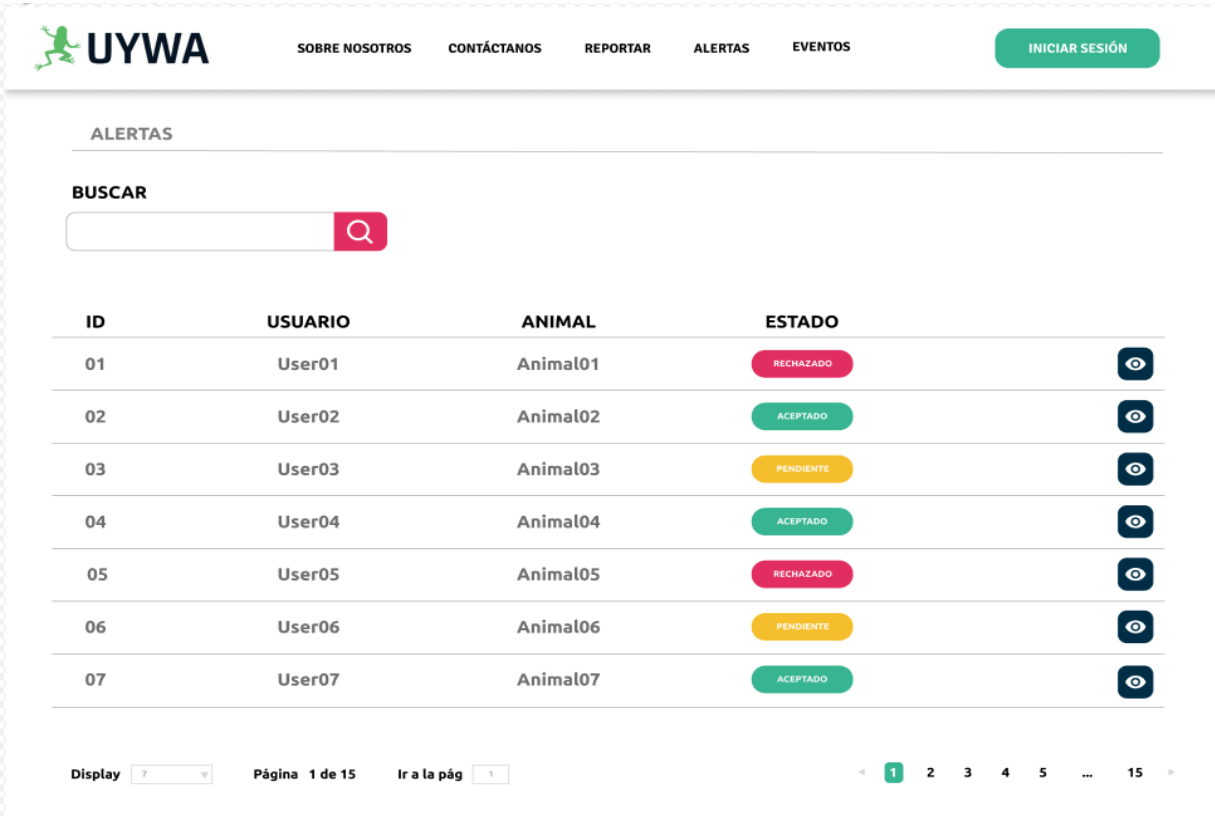 UYWA SOBRE NOSOTROS CONTÁCTANOS REPORTAR ALERTAS EVENTOS INICIAR SESIÓN
ALERTAS
BUSCAR
ID USUARIO ANIMAL ESTADO
01 User01 Animal01 RECHAZADO
02 User02 Animal02 ACEPTADO
03 User03 Animal03 PENDIENTE
04 User04 Animal04 ACEPTADO
05 User05 Animal05 RECHAZADO
06 User06 Animal06 PENDIENTE
07 User07 Animal07 ACEPTADO
Display 7 Página 1 de 15 Ir a la pág 1 1 2 3 4 5 ... 15